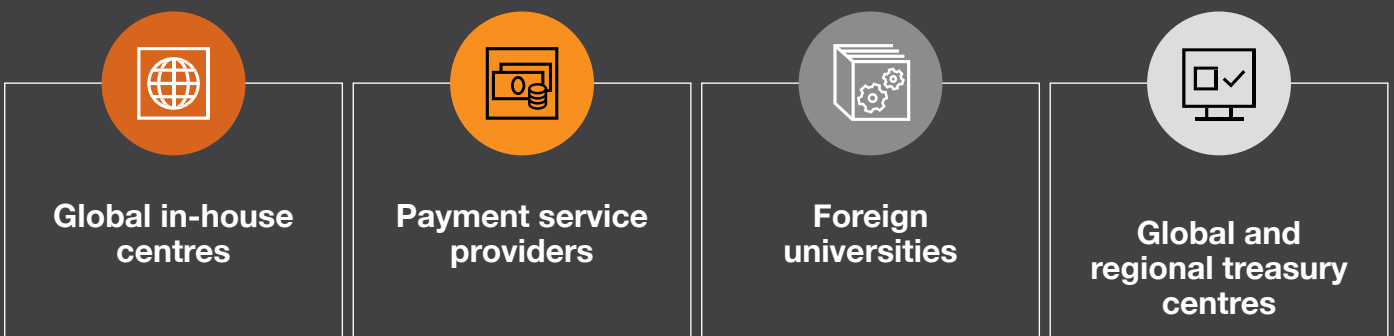 Global in-house
centres
Payment service
providers
Foreign
universities
Global and
regional treasury
centres